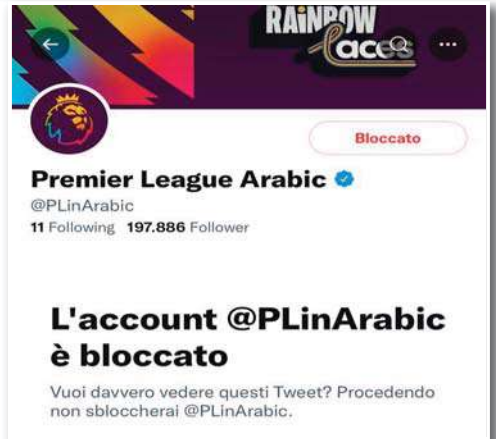 RAiNBOW
laces
Bloccato
Premier League Arabic
@PLinArabic
11 Following 197.886 Follower
L'account @PLinArabic
è bloccato
Vuoi davvero vedere questi Tweet? Procedendo
non sbloccherai @PLinArabic.